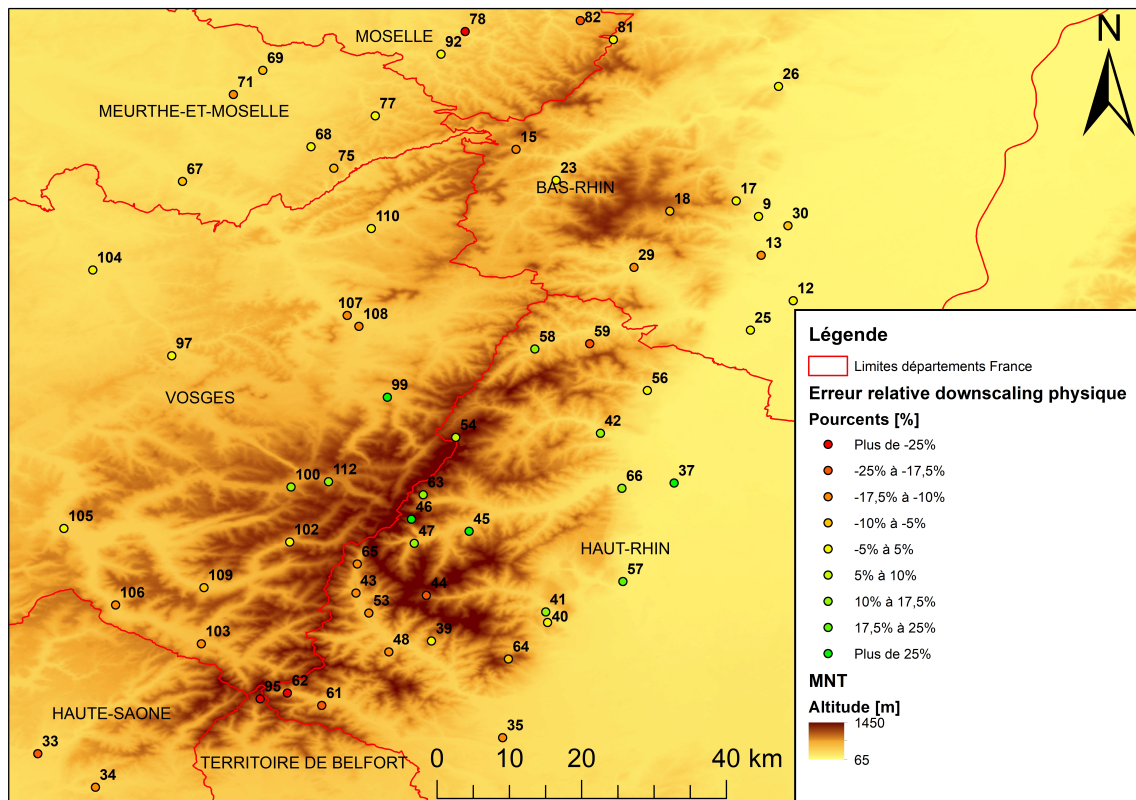 78
82
MOSELLE
81
N
92
69
26
71
MEURTHE-ET-MOSELLE
77
68
15
75
67
23
BAS-RHIN
17
18
9
30
110
13
104
29
12
107
108
25
58
59
97
56
VOSGES
99
42
54
100
112
66
37
63
46
105
102
47
45
HAUT-RHIN
65
57
109
43
44
106
53
41
40
103
48
39
64
95
62
61
HAUTE-SAONE
35
33
TERRITOIRE DE BELFORT
34
0 20 40 km
Légende
Limites départements France
Erreur relative downscaling physique
Pourcents [%]
Plus de -25%
-25% à -17,5%
-17,5% à -10%
-10% à -5%
-5% à 5%
5% à 10%
10% à 17,5%
17,5% à 25%
Plus de 25%
MNT
Altitude [m]
1450
65